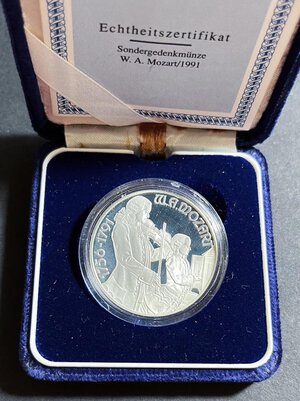 Echtheitszertifikat
Sondergedenkmünze
W. A. Mozart/1991
1756-1791
W.A.MOZART